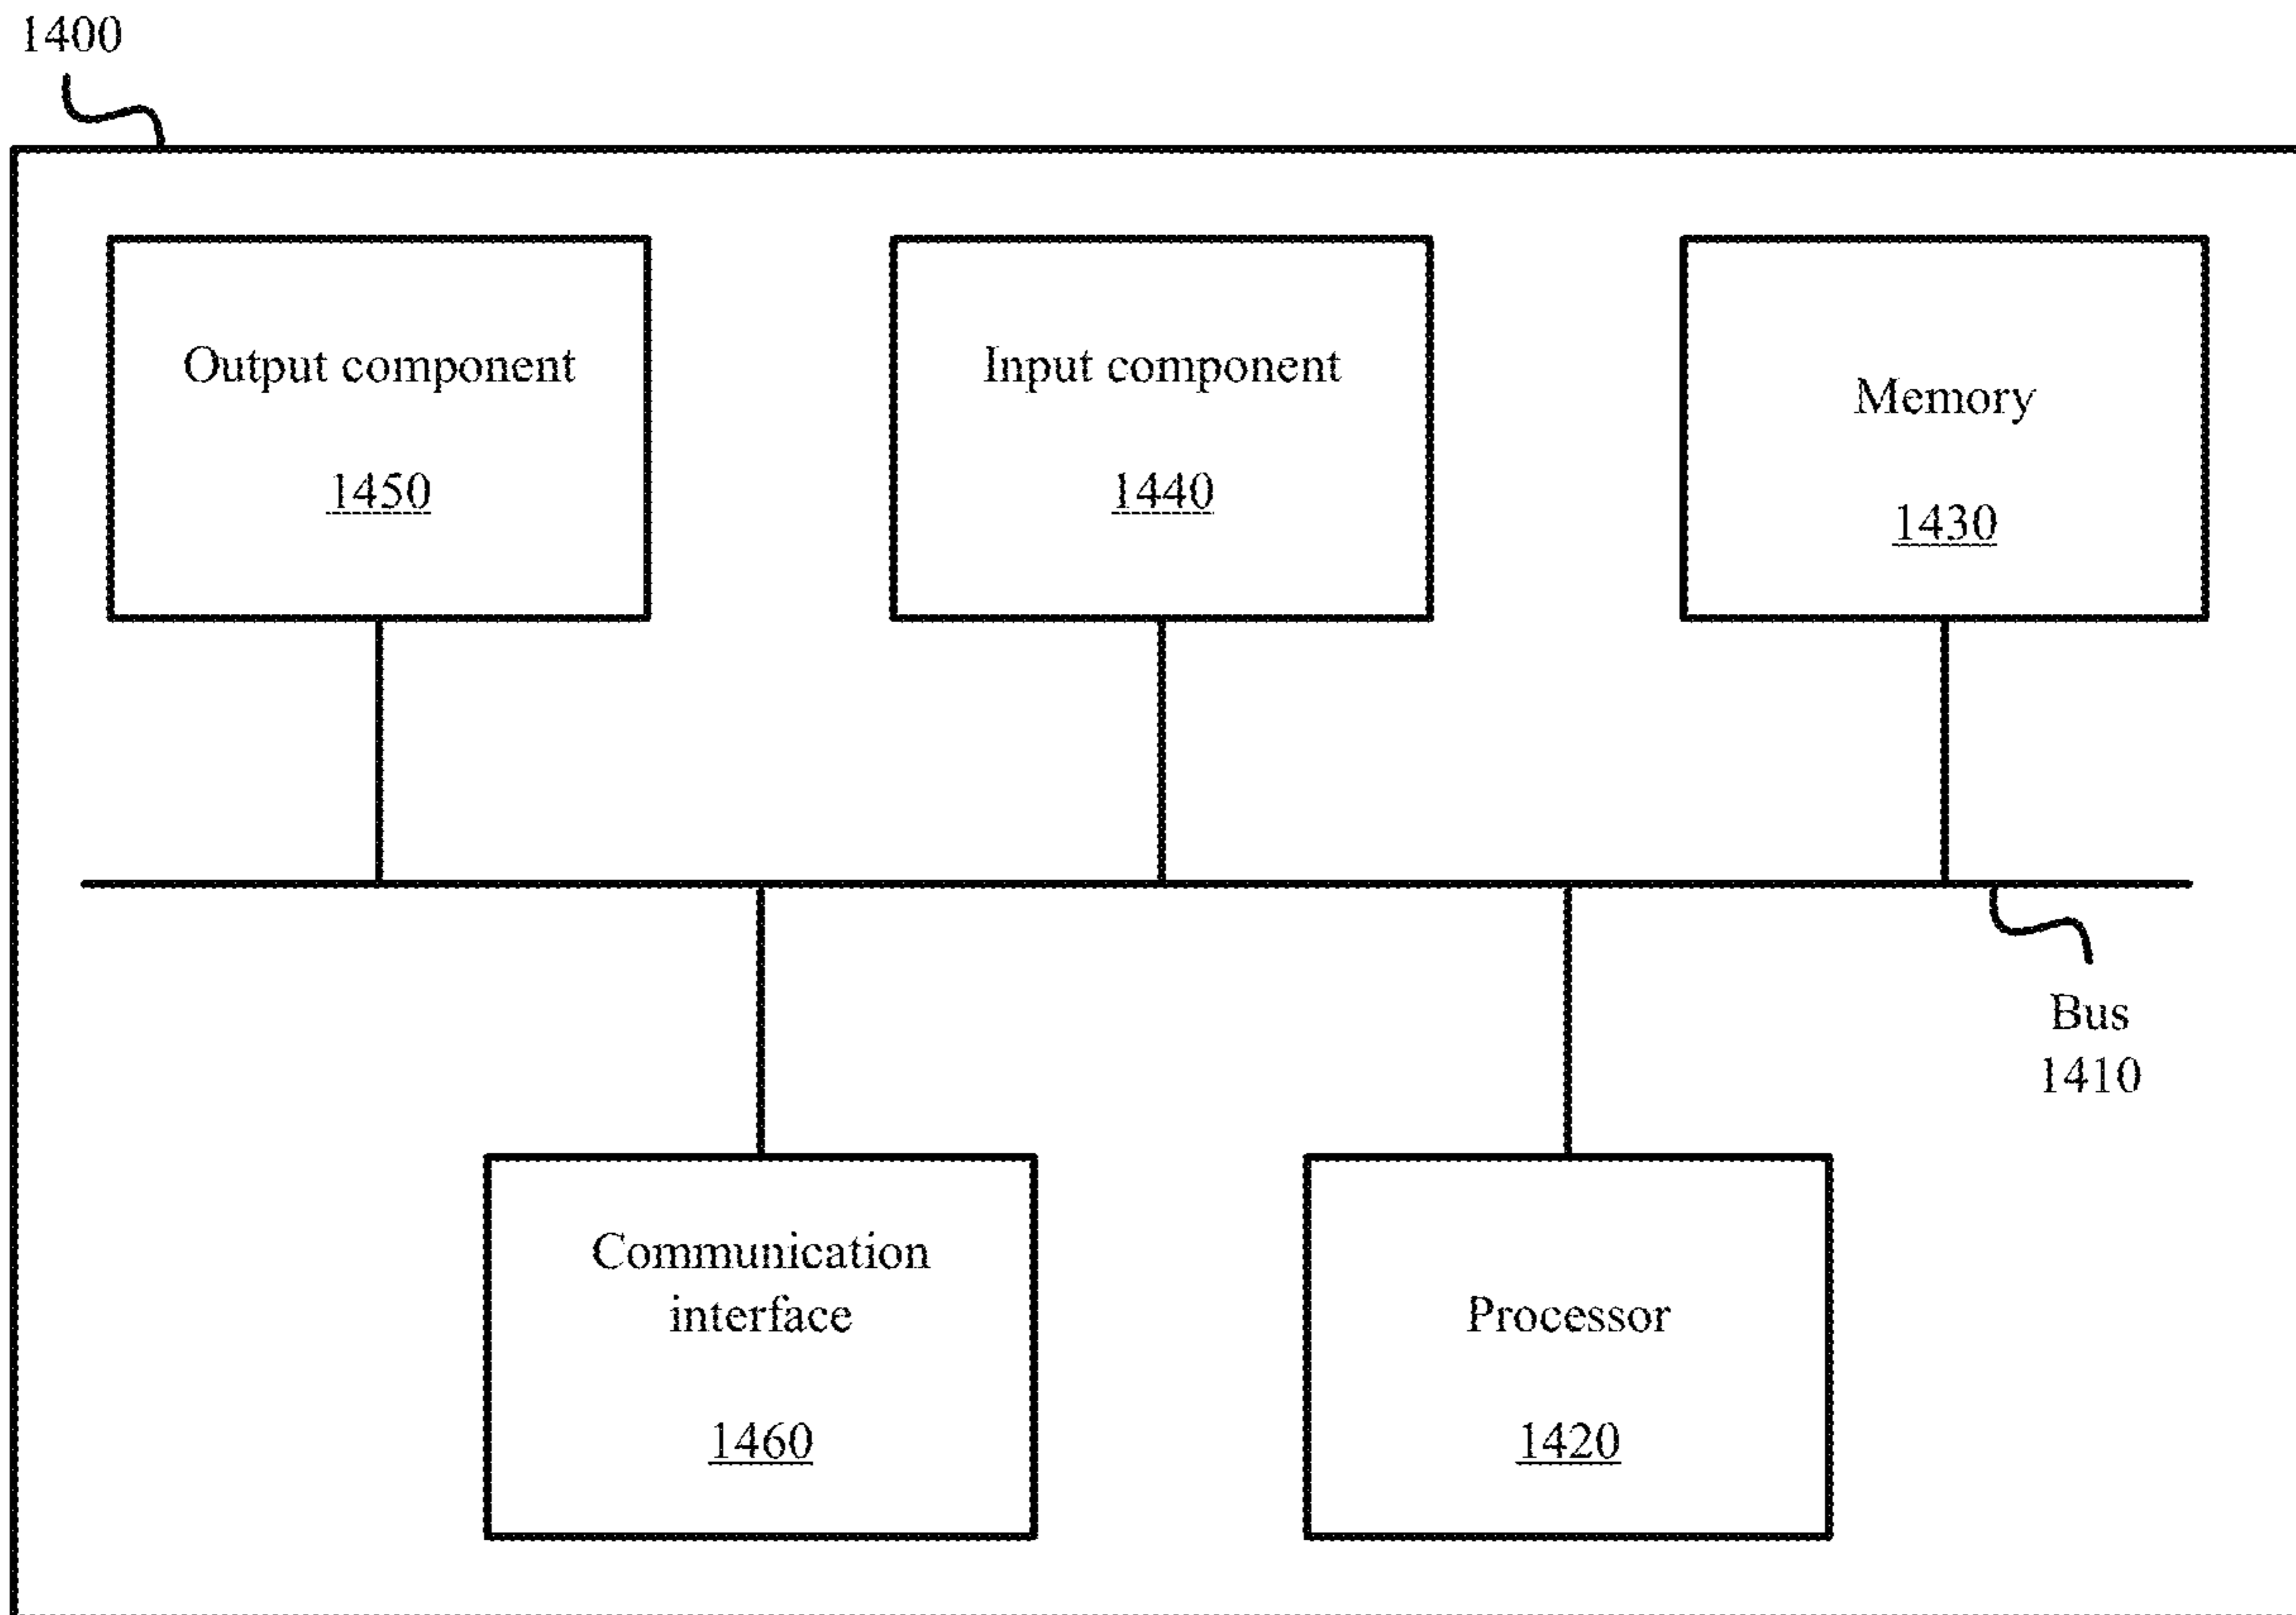 1400
Output component
1450
Input component
1440
Memory
1430
Bus
1410
Communication
interface
1460
Processor
1420